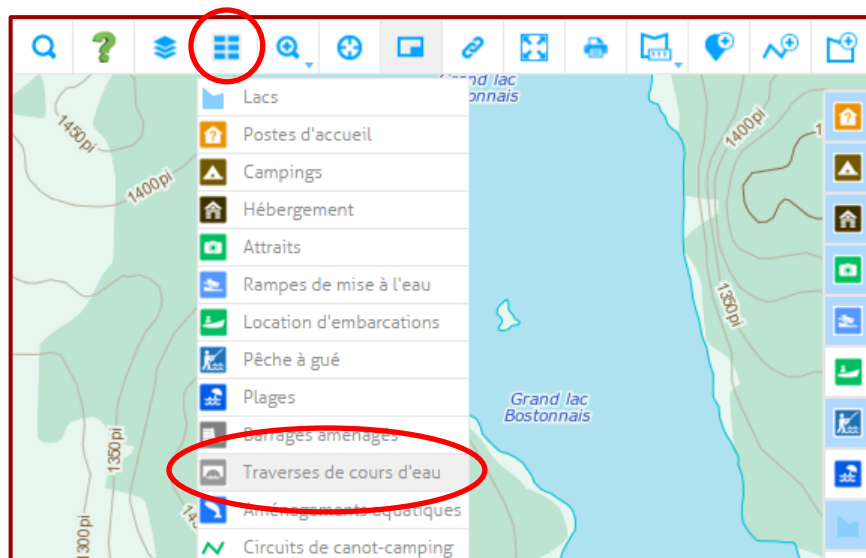 Grand lac
Bostonnais
Lacs
1450pi
Postes d'accueil
1400pi
Campings
1400pi
Hébergement
Attraits
Rampes de mise à l'eau
1350pi
Location d'embarcations
Pêche à gué
Plages
Grand lac
Bostonnais
Barrages aménagés
1350pi
Traverses de cours d'eau
Aménagements aquatiques
Circuits de canot-camping
1300pi